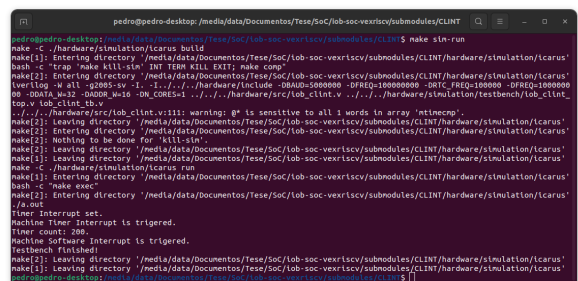 pedro@pedro-desktop: /media/data/Documentos/Tese/SoC/iob-soc-vexriscv/submodules/CLINT
pedro@pedro-desktop:/media/data/Documentos/Tese/SoC/iob-soc-vexriscv/submodules/CLINT$ make sim-run
make -C ./hardware/simulation/icarus build
make[1]: Entering directory '/media/data/Documentos/Tese/SoC/iob-soc-vexriscv/submodules/CLINT/hardware/simulation/icarus'
bash -c "trap 'make kill-sim' INT TERM KILL EXIT; make comp"
make[2]: Entering directory '/media/data/Documentos/Tese/SoC/iob-soc-vexriscv/submodules/CLINT/hardware/simulation/icarus'
iverilog -W all -g2005-sv -I. -I../../../hardware/include -DBAUD=5000000 -DFREQ=100000000 -DRTC_FREQ=100000 -DFREQ=1000000
00 -DDATA_W=32 -DADDR_W=16 -DN_CORES=1 ../../../hardware/src/iob_clint.v ../../../hardware/simulation/testbench/iob_clint_
top.v iob_clint_tb.v
../../../hardware/src/iob_clint.v:111: warning: @* is sensitive to all 1 words in array 'mtimecmp'.
make[2]: Leaving directory '/media/data/Documentos/Tese/SoC/iob-soc-vexriscv/submodules/CLINT/hardware/simulation/icarus'
make[2]: Entering directory '/media/data/Documentos/Tese/SoC/iob-soc-vexriscv/submodules/CLINT/hardware/simulation/icarus'
make[2]: Nothing to be done for 'kill-sim'.
make[2]: Leaving directory '/media/data/Documentos/Tese/SoC/iob-soc-vexriscv/submodules/CLINT/hardware/simulation/icarus'
make[1]: Leaving directory '/media/data/Documentos/Tese/SoC/iob-soc-vexriscv/submodules/CLINT/hardware/simulation/icarus'
make -C ./hardware/simulation/icarus run
make[1]: Entering directory '/media/data/Documentos/Tese/SoC/iob-soc-vexriscv/submodules/CLINT/hardware/simulation/icarus'
bash -c "make exec"
make[2]: Entering directory '/media/data/Documentos/Tese/SoC/iob-soc-vexriscv/submodules/CLINT/hardware/simulation/icarus'
./a.out
Timer Interrupt set.
Machine Timer Interrupt is trigered.
Timer count: 200.
Machine Software Interrupt is trigered.
Testbench finished!
make[2]: Leaving directory '/media/data/Documentos/Tese/SoC/iob-soc-vexriscv/submodules/CLINT/hardware/simulation/icarus'
make[1]: Leaving directory '/media/data/Documentos/Tese/SoC/iob-soc-vexriscv/submodules/CLINT/hardware/simulation/icarus'
pedro@pedro-desktop:/media/data/Documentos/Tese/SoC/iob-soc-vexriscv/submodules/CLINT$